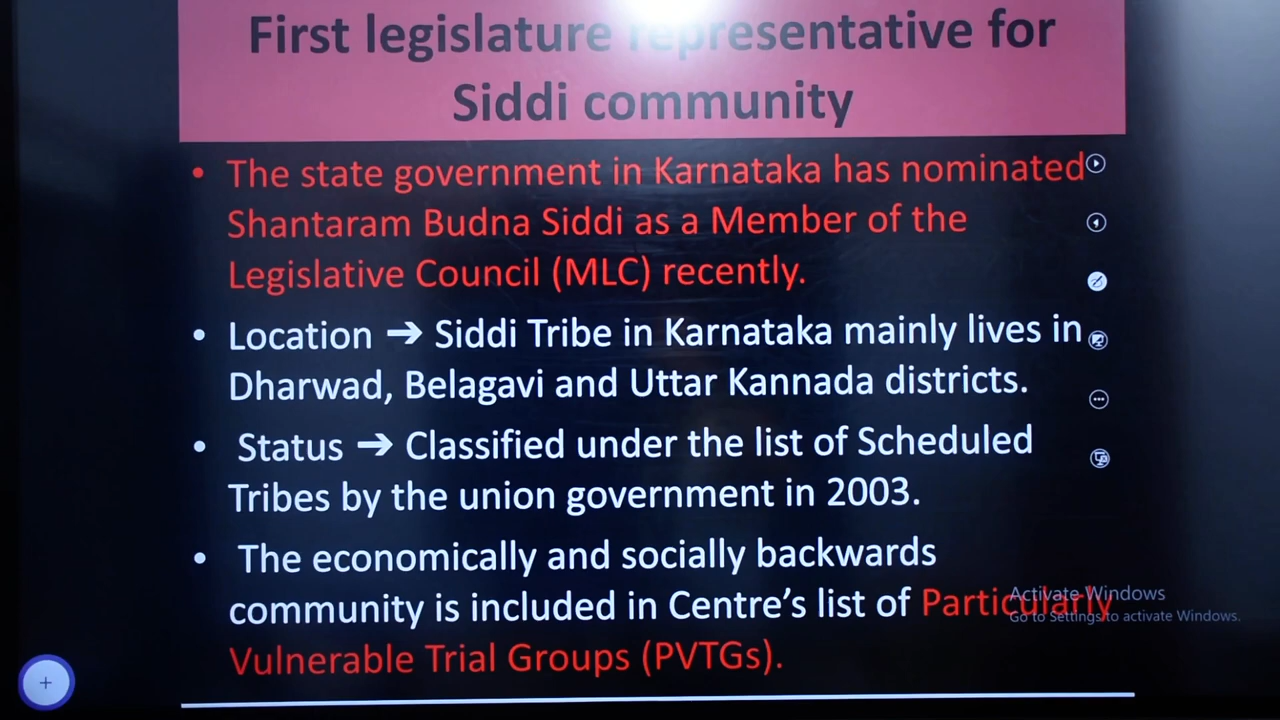 First legislature representative for
Siddi community
• The state government in Karnataka has nominated
Shantaram Budna Siddi as a Member of the
Legislative Council (MLC) recently.
• Location ➔ Siddi Tribe in Karnataka mainly lives in
Dharwad, Belagavi and Uttar Kannada districts.
• Status ➔ Classified under the list of Scheduled
Tribes by the union government in 2003.
• The economically and socially backwards
community is included in Centre's list of Particularly
Vulnerable Trial Groups (PVTGs).
Activate Windows
Go to Settings to activate Windows.